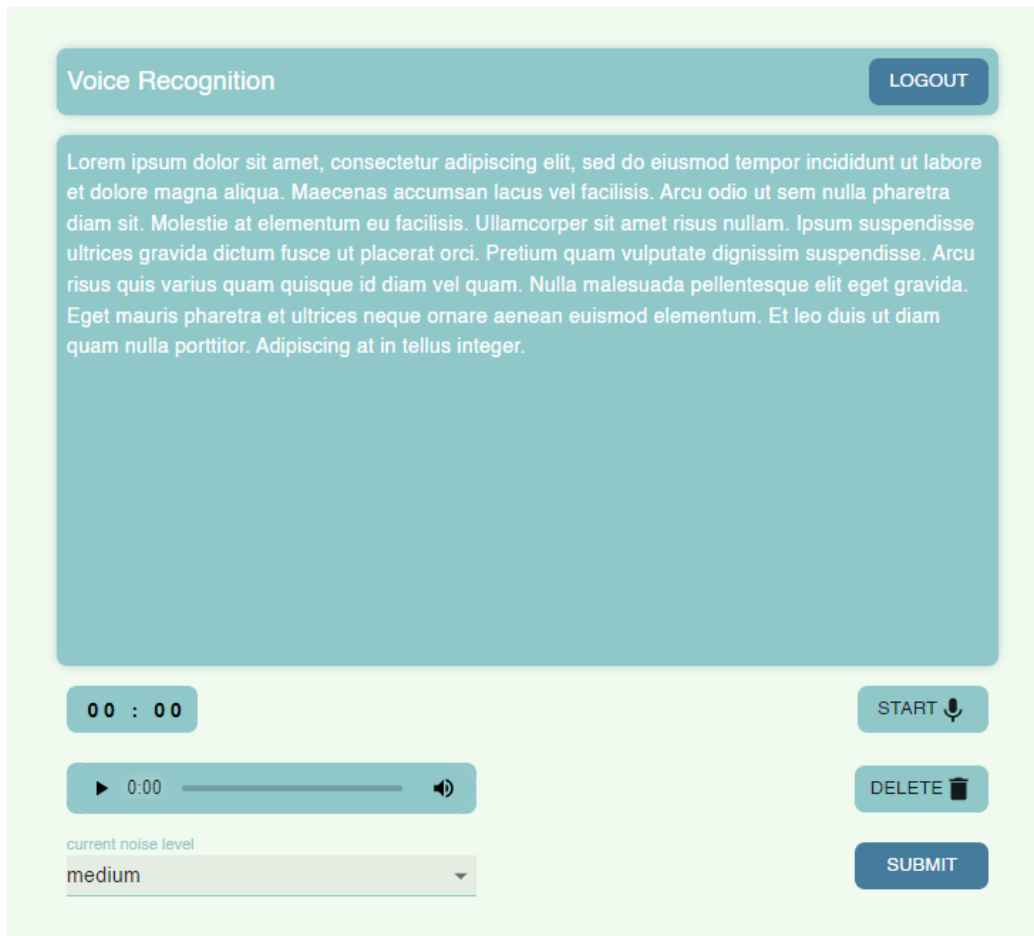 Voice Recognition
LOGOUT
Lorem ipsum dolor sit amet, consectetur adipiscing elit, sed do eiusmod tempor incididunt ut labore
et dolore magna aliqua. Maecenas accumsan lacus vel facilisis. Arcu odio ut sem nulla pharetra
diam sit. Molestie at elementum eu facilisis. Ullamcorper sit amet risus nullam. Ipsum suspendisse
ultrices gravida dictum fusce ut placerat orci. Pretium quam vulputate dignissim suspendisse. Arcu
risus quis varius quam quisque id diam vel quam. Nulla malesuada pellentesque elit eget gravida.
Eget mauris pharetra et ultrices neque ornare aenean euismod elementum. Et leo duis ut diam
quam nulla porttitor. Adipiscing at in tellus integer.
00 : 00
START
0:00
DELETE
current noise level
medium
SUBMIT